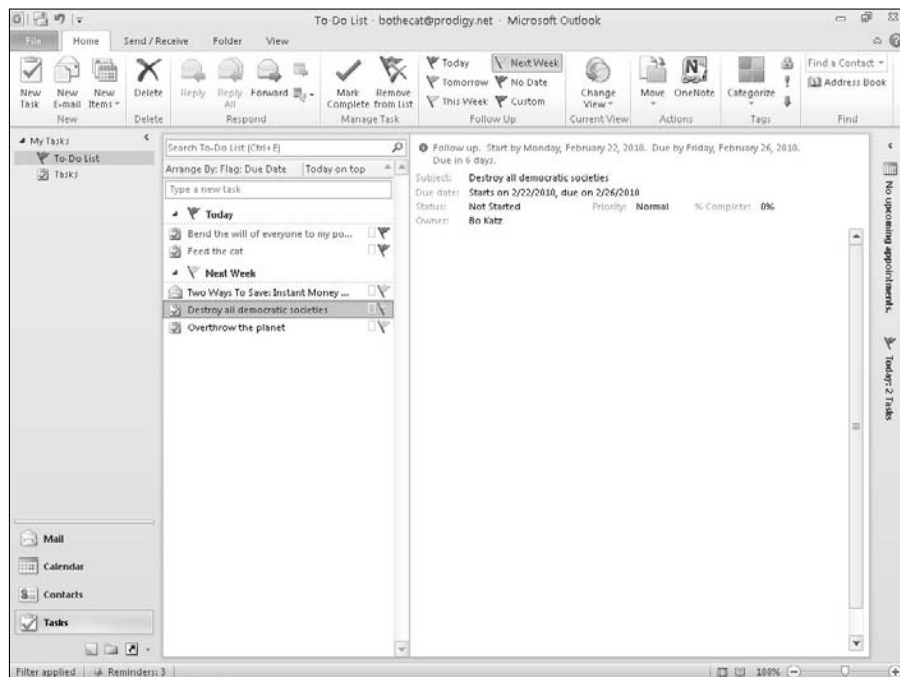 To-Do List - bothecat@prodigy.net - Microsoft Outlook
File Home Send / Receive Folder View
New Task
New E-mail
New Items
Delete
Reply
Reply All
Forward
Mark Complete
Remove from List
Today
Tomorrow
This Week
Next Week
No Date
Custom
Change View
Move
OneNote
Categorize
Find a Contact
Address Book
New Delete Respond Manage Task Follow Up Current View Actions Tags Find
My Tasks
To-Do List
Tasks
Search To-Do List (Ctrl+E)
Arrange By: Flag: Due Date Today on top
Type a new task
Today
Bend the will of everyone to my po...
Feed the cat
Next Week
Two Ways To Save: Instant Money ...
Destroy all democratic societies
Overthrow the planet
Follow up. Start by Monday, February 22, 2010. Due by Friday, February 26, 2010.
Due in 6 days.
Subject: Destroy all democratic societies
Due date: Starts on 2/22/2010, due on 2/26/2010
Status: Not Started Priority: Normal % Complete: 0%
Owner: Bo Katz
No upcoming appointments.
Today: 2 Tasks
Mail
Calendar
Contacts
Tasks
Filter applied Reminders: 3 100%